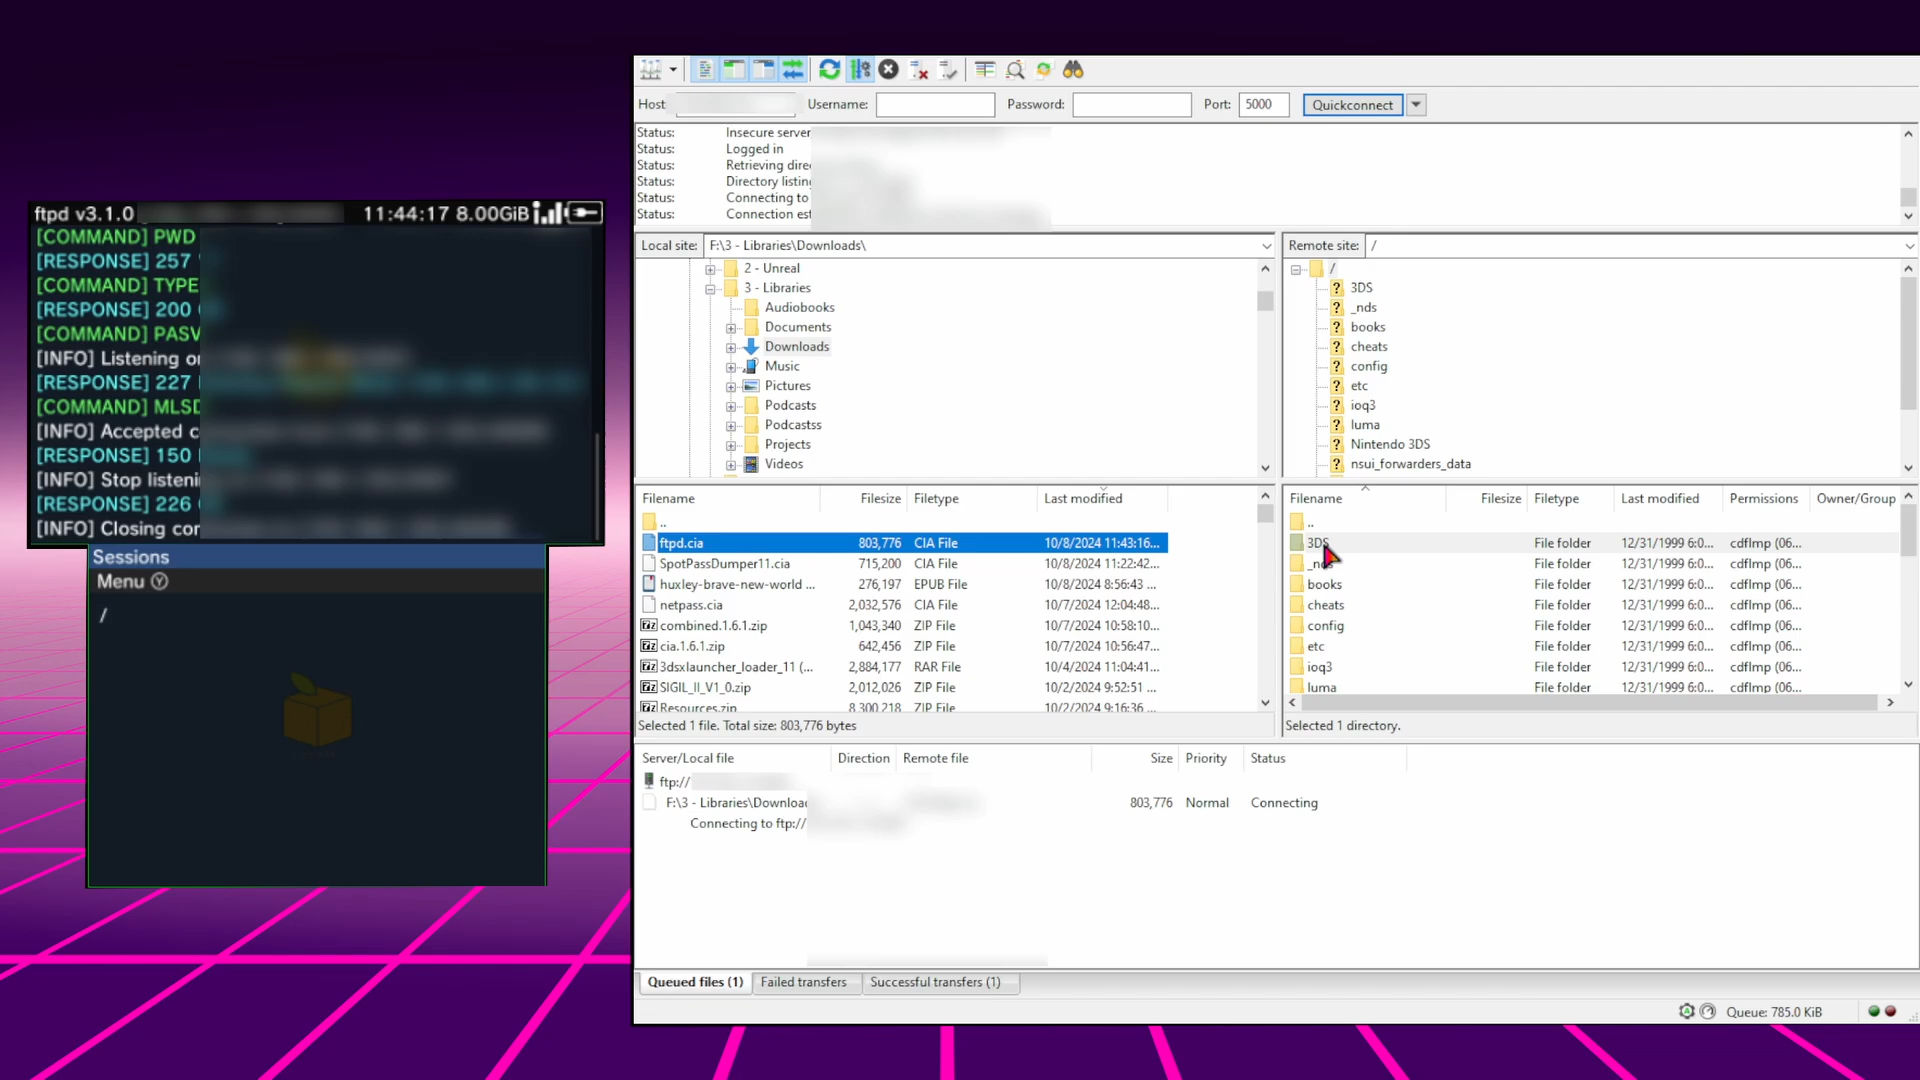 ftpd v3.1.0
11:44:17 8.00GiB
[COMMAND] PWD
[RESPONSE] 257
[COMMAND] TYPE
[RESPONSE] 200
[COMMAND] PASV
[INFO] Listening on
[RESPONSE] 227
[COMMAND] MLSD
[INFO] Accepted
[RESPONSE] 150
[INFO] Stop
[RESPONSE] 226
[INFO] Closing
Sessions
Menu Ⓨ
/
Host
Username:
Password:
Port: 5000
Quickconnect
Status: Insecure server
Status: Logged in
Status: Retrieving
Status: Directory
Status: Connecting to
Status: Connection
Local site: F:\3 - Libraries\Downloads\
2 - Unreal
3 - Libraries
Audiobooks
Documents
Downloads
Music
Pictures
Podcasts
Podcastss
Projects
Videos
Remote site: /
/
3DS
_nds
books
cheats
config
etc
ioq3
luma
Nintendo 3DS
nsui_forwarders_data
Filename Filesize Filetype Last modified
..
ftpd.cia 803,776 CIA File 10/8/2024 11:43:16...
SpotPassDumper11.cia 715,200 CIA File 10/8/2024 11:22:42...
huxley-brave-new-world ... 276,197 EPUB File 10/8/2024 8:56:43 ...
netpass.cia 2,032,576 CIA File 10/7/2024 12:04:48...
combined.1.6.1.zip 1,043,340 ZIP File 10/7/2024 10:58:10...
cia.1.6.1.zip 642,456 ZIP File 10/7/2024 10:56:47...
3dsxlauncher_loader_11 (... 2,884,177 RAR File 10/4/2024 11:04:41...
SIGIL_II_V1_0.zip 2,012,026 ZIP File 10/2/2024 9:52:51 ...
Resources.zip 8,300,218 ZIP File 10/2/2024 9:16:36 ...
Selected 1 file. Total size: 803,776 bytes
Filename Filesize Filetype Last modified Permissions Owner/Group
..
3DS File folder 12/31/1999 6:0... cdflmp (06...
_nds File folder 12/31/1999 6:0... cdflmp (06...
books File folder 12/31/1999 6:0... cdflmp (06...
cheats File folder 12/31/1999 6:0... cdflmp (06...
config File folder 12/31/1999 6:0... cdflmp (06...
etc File folder 12/31/1999 6:0... cdflmp (06...
ioq3 File folder 12/31/1999 6:0... cdflmp (06...
luma File folder 12/31/1999 6:0... cdflmp (06...
Selected 1 directory.
Server/Local file Direction Remote file Size Priority Status
ftp://
F:\3 - Libraries\Downloa 803,776 Normal Connecting
Connecting to ftp://
Queued files (1) Failed transfers Successful transfers (1)
Queue: 785.0 KiB